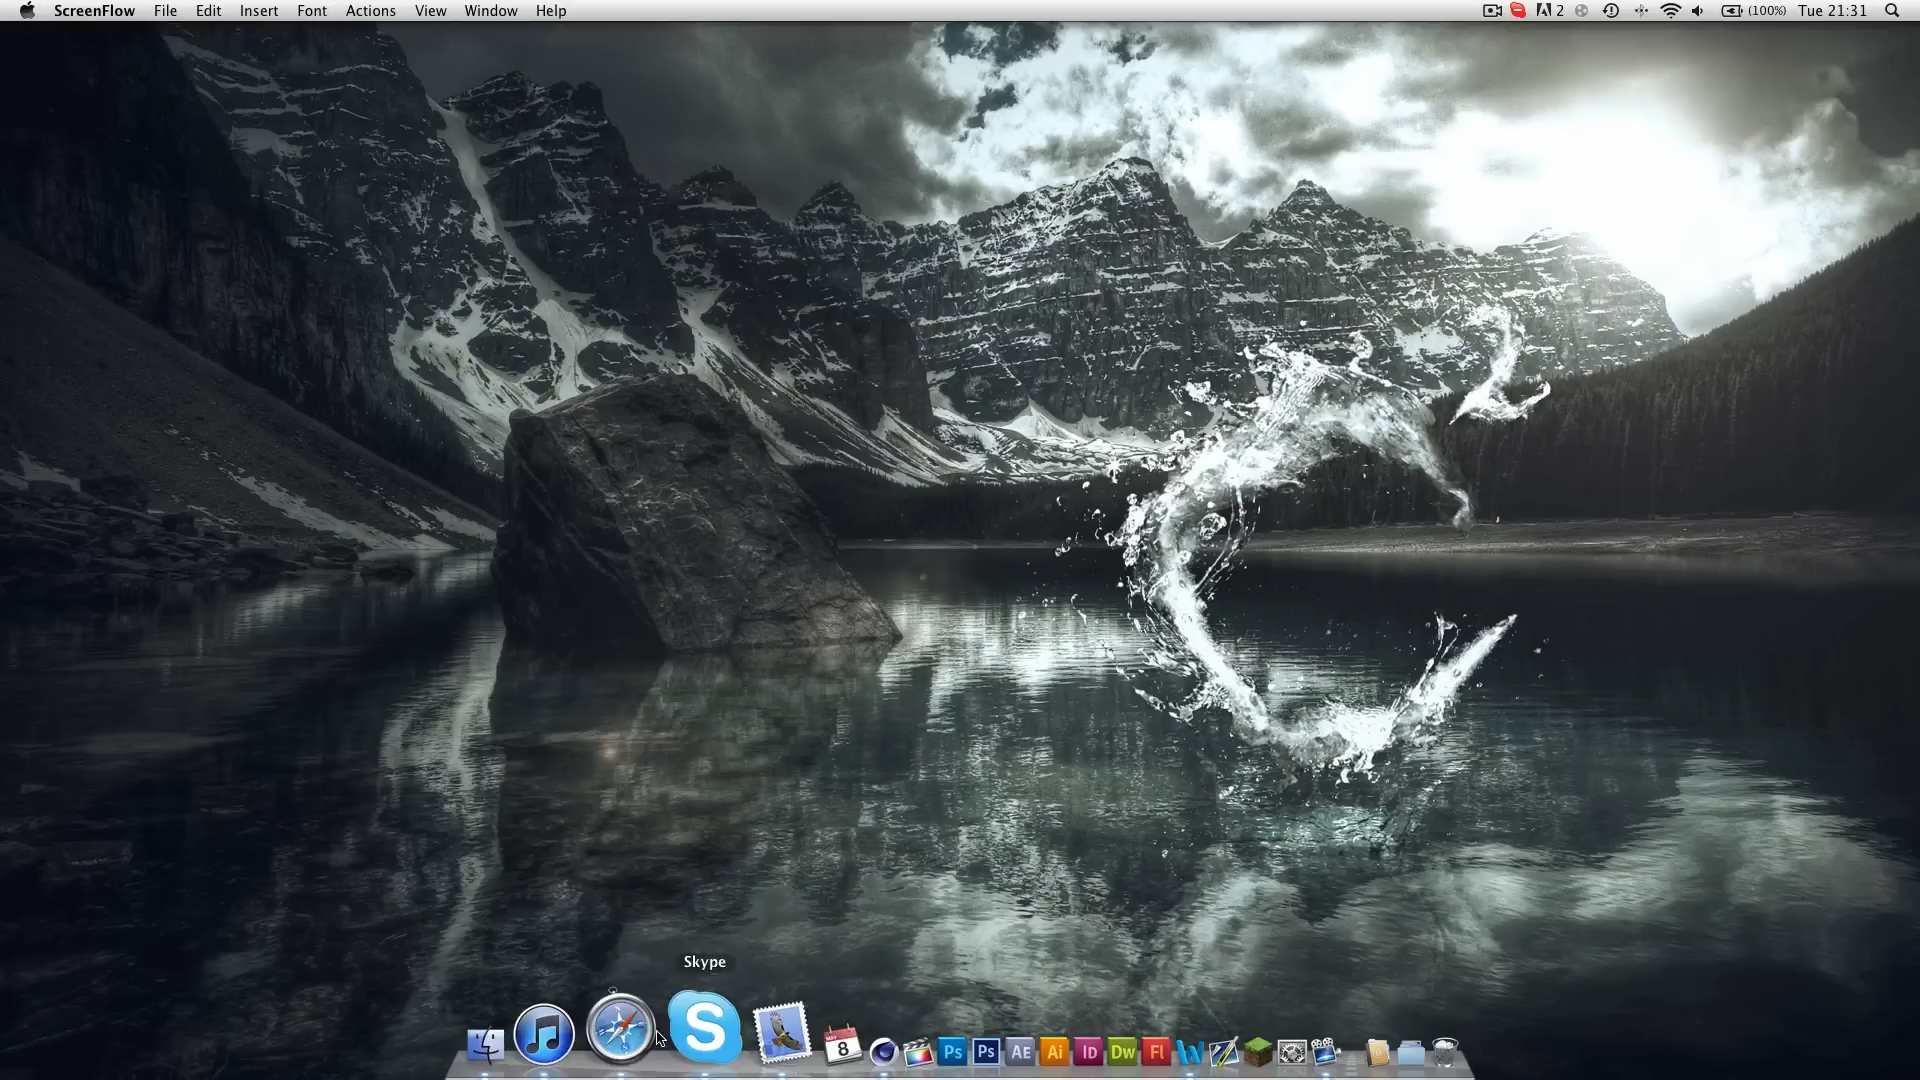 ScreenFlow File Edit Insert Font Actions View Window Help
2 (100%) Tue 21:31
Skype
S
MAY
8
Ps Ps AE Ai Id Dw Fl W